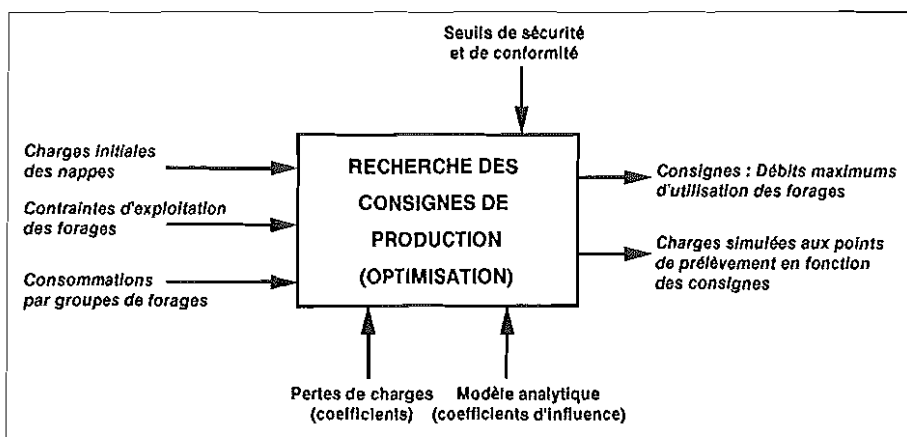 Seuils de sécurité
et de conformité
Charges initiales
des nappes
Contraintes d'exploitation
des forages
Consommations
par groupes de forages
RECHERCHE DES
CONSIGNES DE
PRODUCTION
(OPTIMISATION)
Consignes : Débits maximums
d'utilisation des forages
Charges simulées aux points
de prélèvement en fonction
des consignes
Pertes de charges
(coefficients)
Modèle analytique
(coefficients d'influence)